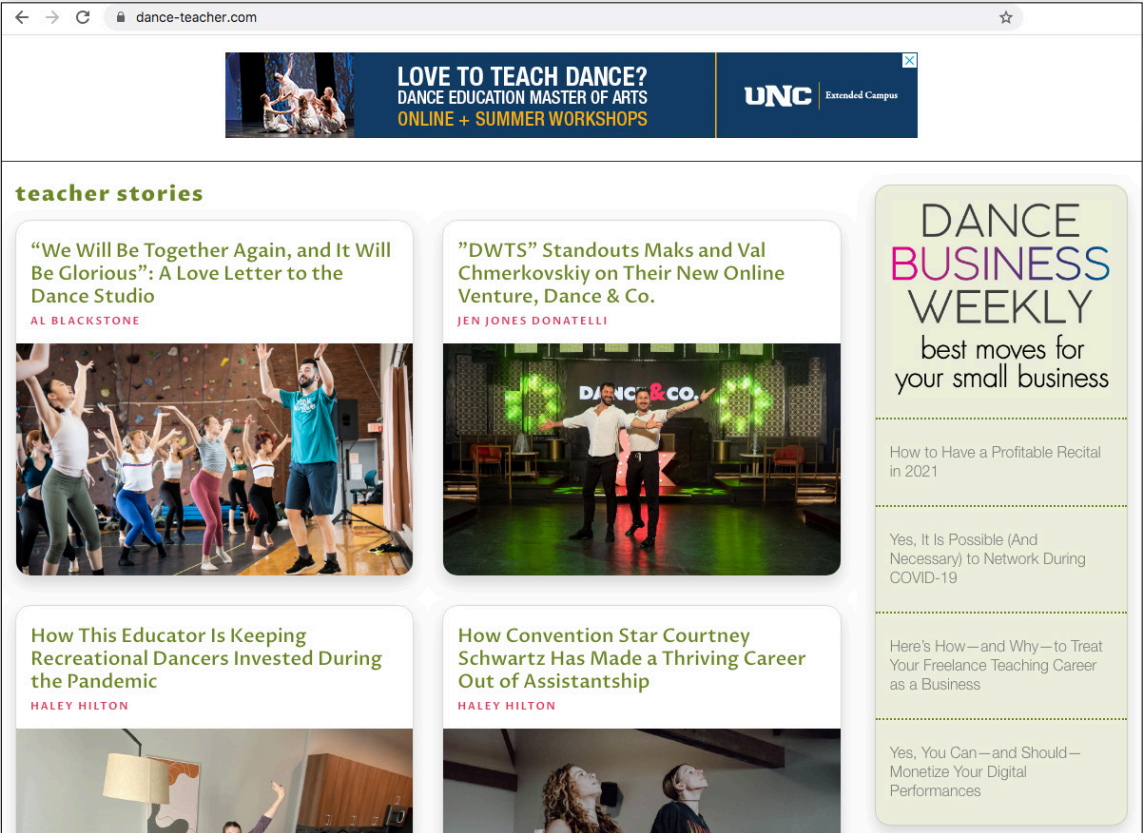 dance-teacher.com
LOVE TO TEACH DANCE?
DANCE EDUCATION MASTER OF ARTS
ONLINE + SUMMER WORKSHOPS
UNC
Extended Campus
teacher stories
“We Will Be Together Again, and It Will
Be Glorious”: A Love Letter to the
Dance Studio
AL BLACKSTONE
”DWTS” Standouts Maks and Val
Chmerkovskiy on Their New Online
Venture, Dance & Co.
JEN JONES DONATELLI
DANCE&CO.
How This Educator Is Keeping
Recreational Dancers Invested During
the Pandemic
HALEY HILTON
How Convention Star Courtney
Schwartz Has Made a Thriving Career
Out of Assistantship
HALEY HILTON
DANCE
BUSINESS
WEEKLY
best moves for
your small business
How to Have a Profitable Recital
in 2021
Yes, It Is Possible (And
Necessary) to Network During
COVID-19
Here’s How—and Why—to Treat
Your Freelance Teaching Career
as a Business
Yes, You Can—and Should—
Monetize Your Digital
Performances